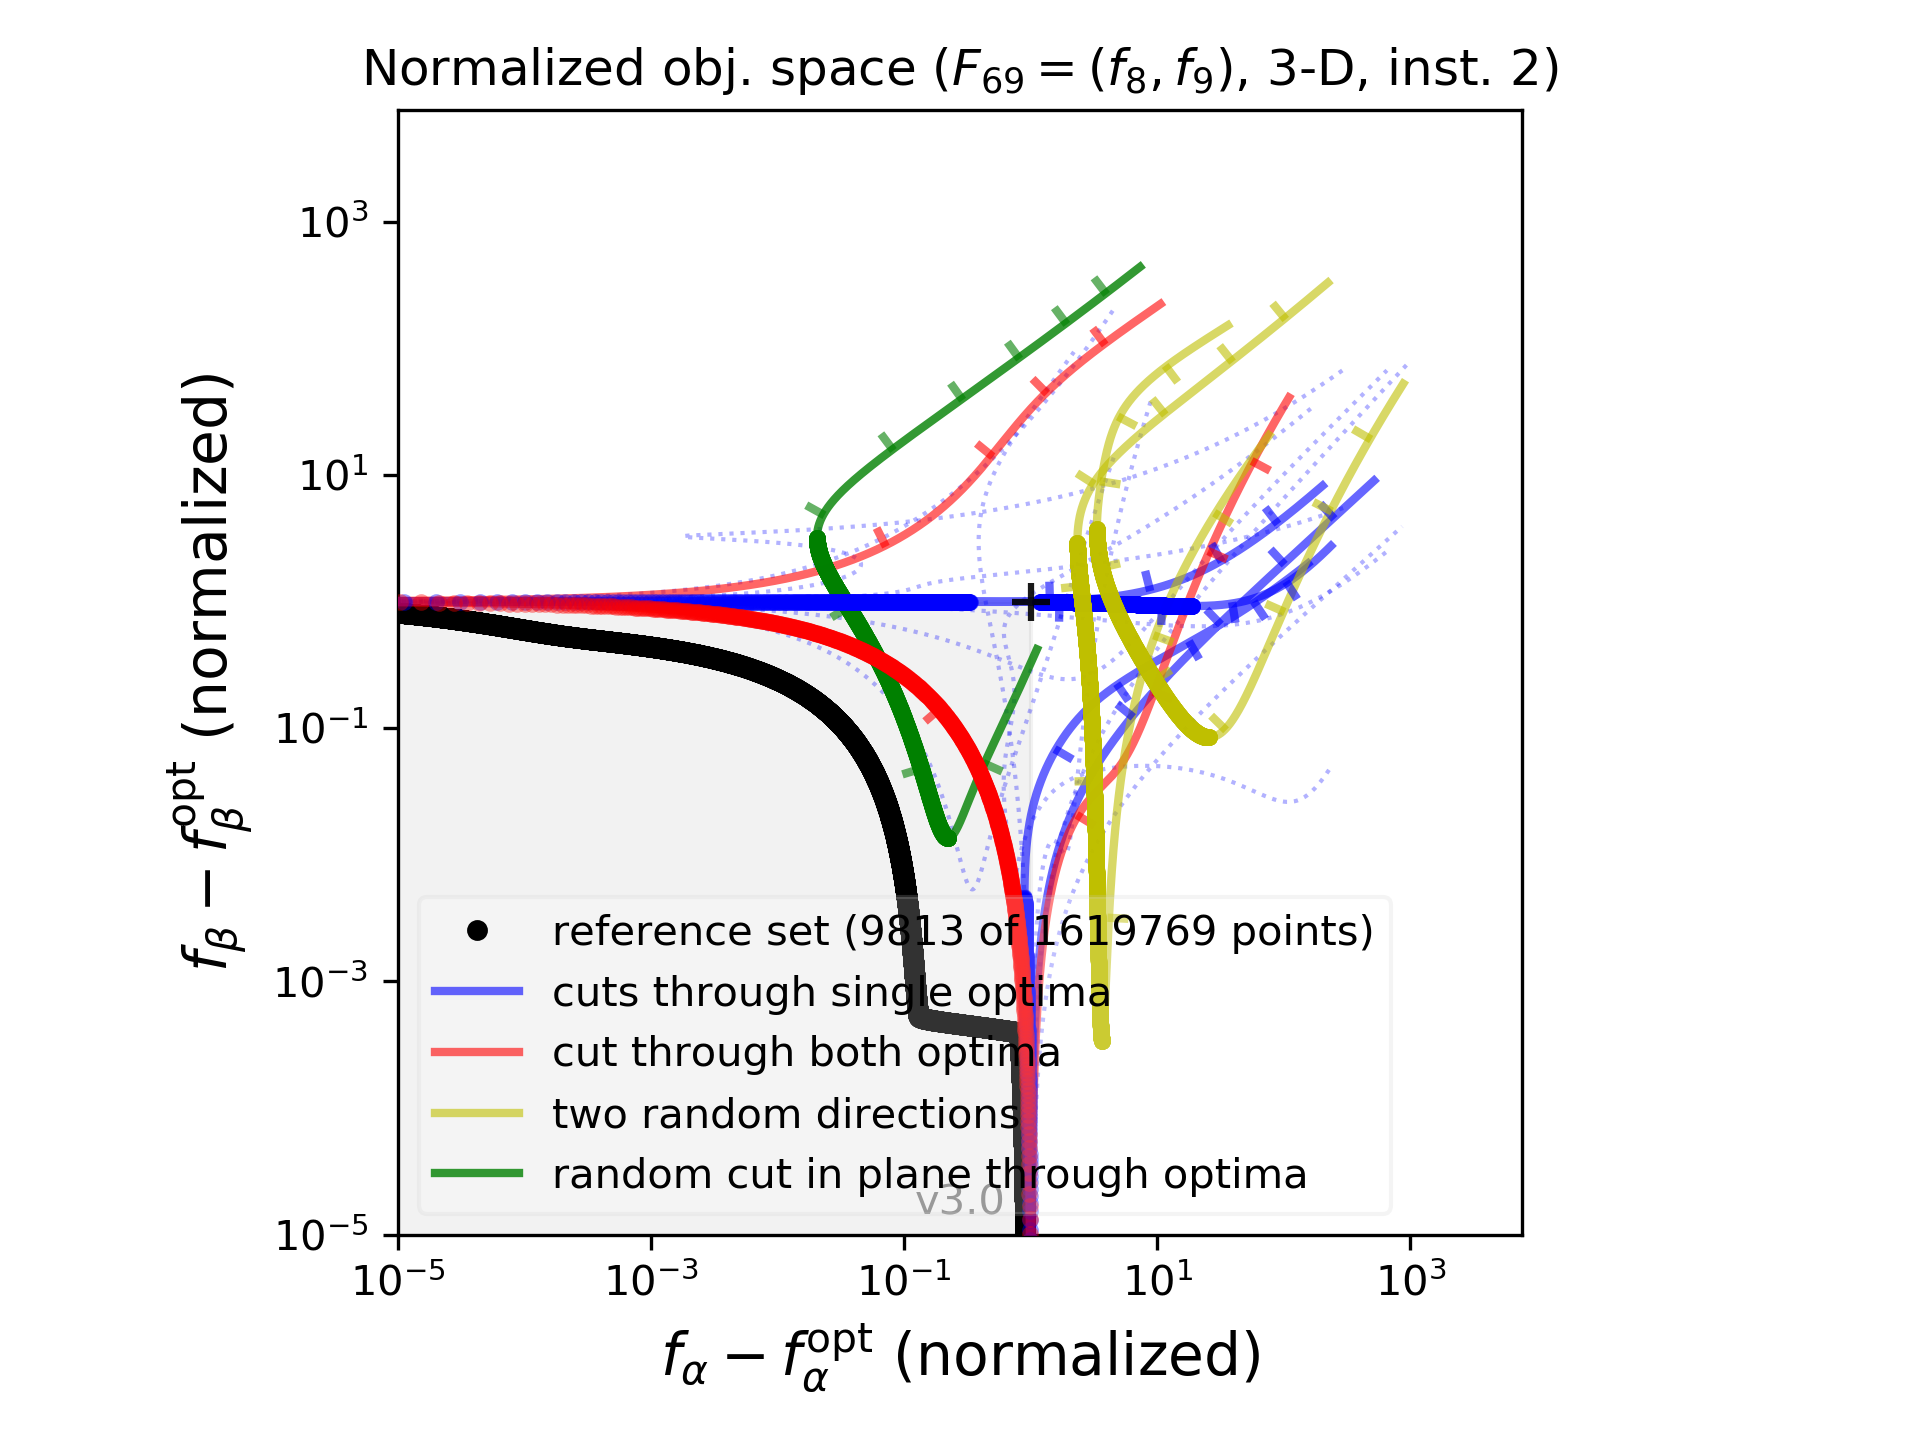 Normalized obj. space (F₆₉ = (f₈, f₉), 3-D, inst. 2)
f_β − f_β^opt (normalized)
10³
10¹
10⁻¹
10⁻³
10⁻⁵
reference set (9813 of 1619769 points)
cuts through single optima
cut through both optima
two random directions
random cut in plane through optima
v3.0
10⁻⁵ 10⁻³ 10⁻¹ 10¹ 10³
f_α − f_α^opt (normalized)